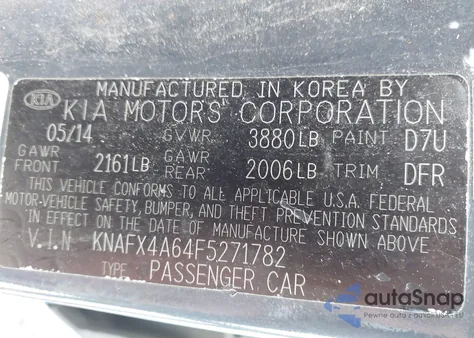 MANUFACTURED IN KOREA BY
KIA KIA MOTORS CORPORATION
05/14 GVWR 3880LB PAINT D7U
GAWR FRONT 2161LB GAWR REAR 2006LB TRIM DFR
THIS VEHICLE CONFORMS TO ALL APPLICABLE U.S.A. FEDERAL
MOTOR-VEHICLE SAFETY, BUMPER, AND THEFT PREVENTION STANDARDS
IN EFFECT ON THE DATE OF MANUFACTURE SHOWN ABOVE
V.I.N KNAFX4A64F5271782
TYPE PASSENGER CAR
autoSnap
Pewne auta z